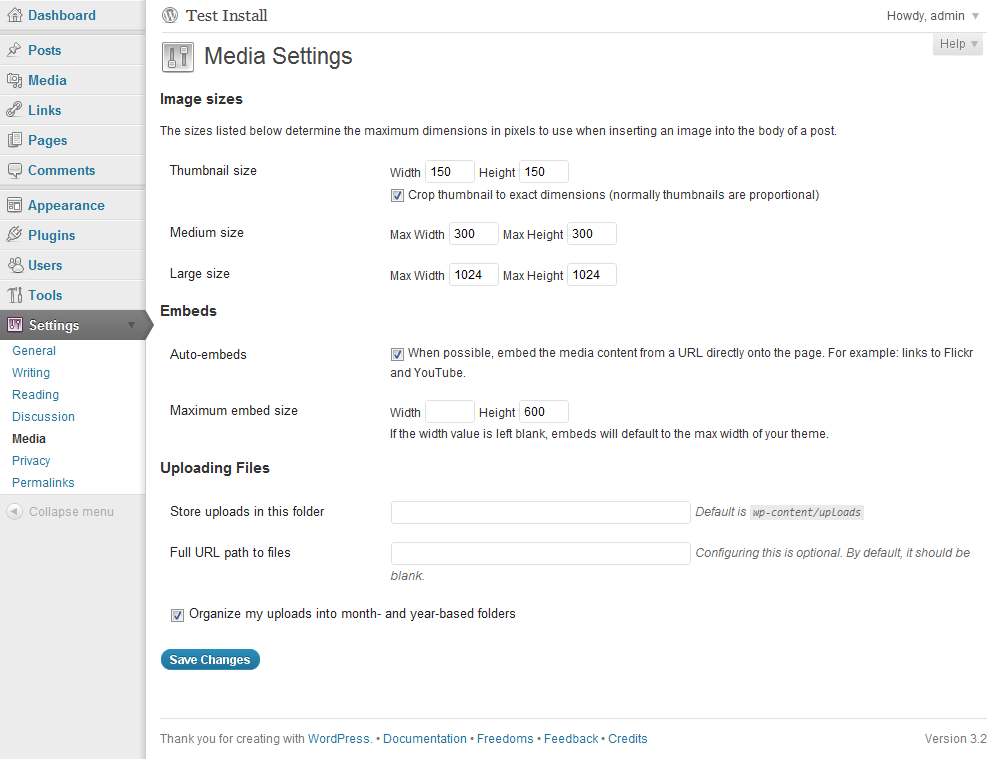 Dashboard
Posts
Media
Links
Pages
Comments
Appearance
Plugins
Users
Tools
Settings
General
Writing
Reading
Discussion
Media
Privacy
Permalinks
Collapse menu
Test Install
Howdy, admin
Help
Media Settings
Image sizes
The sizes listed below determine the maximum dimensions in pixels to use when inserting an image into the body of a post.
Thumbnail size
Width 150 Height 150
Crop thumbnail to exact dimensions (normally thumbnails are proportional)
Medium size
Max Width 300 Max Height 300
Large size
Max Width 1024 Max Height 1024
Embeds
Auto-embeds
When possible, embed the media content from a URL directly onto the page. For example: links to Flickr
and YouTube.
Maximum embed size
Width Height 600
If the width value is left blank, embeds will default to the max width of your theme.
Uploading Files
Store uploads in this folder
Default is wp-content/uploads
Full URL path to files
Configuring this is optional. By default, it should be
blank.
Organize my uploads into month- and year-based folders
Save Changes
Thank you for creating with WordPress. • Documentation • Freedoms • Feedback • Credits
Version 3.2